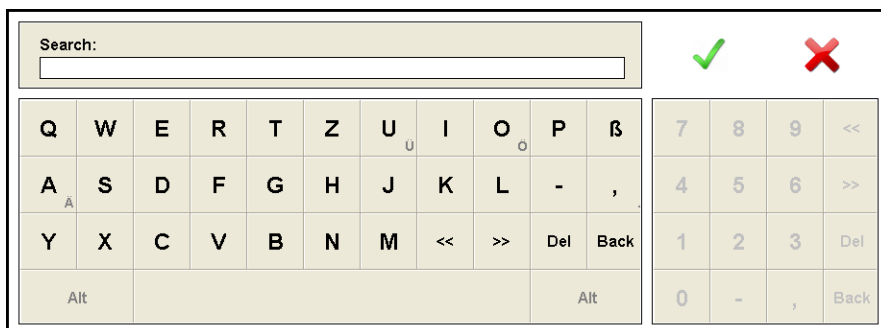 Search:
Q W E R T Z U Ü I O Ö P ß 7 8 9 <<
A Ä S D F G H J K L - , . 4 5 6 >>
Y X C V B N M << >> Del Back 1 2 3 Del
Alt Alt 0 - , Back